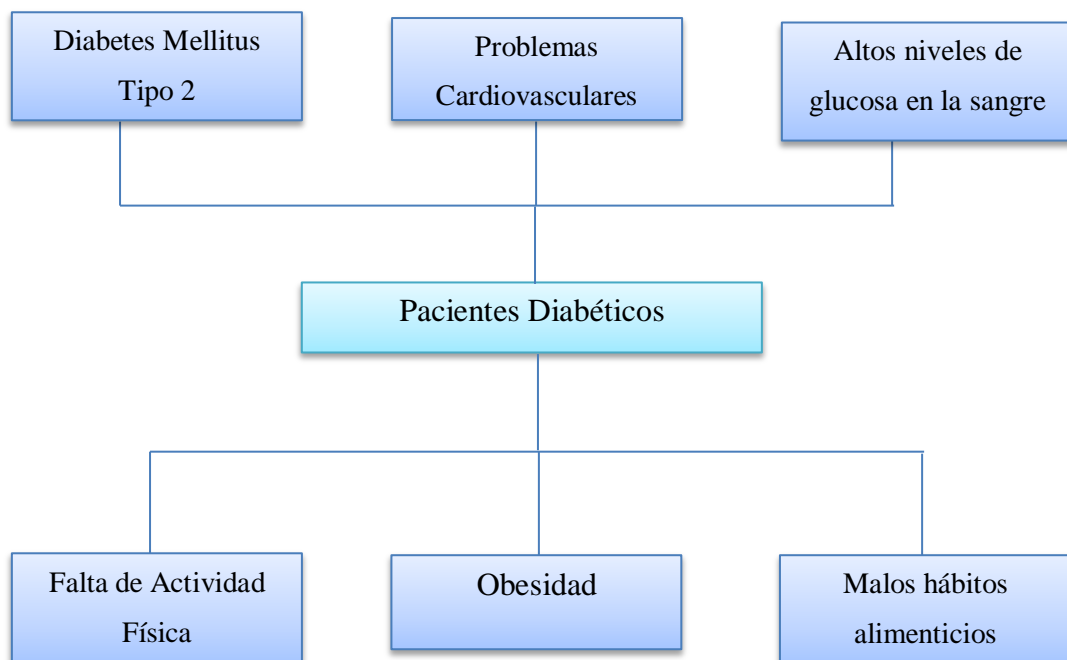 Diabetes Mellitus
Tipo 2
Problemas
Cardiovasculares
Altos niveles de
glucosa en la sangre
Pacientes Diabéticos
Falta de Actividad
Física
Obesidad
Malos hábitos
alimenticios